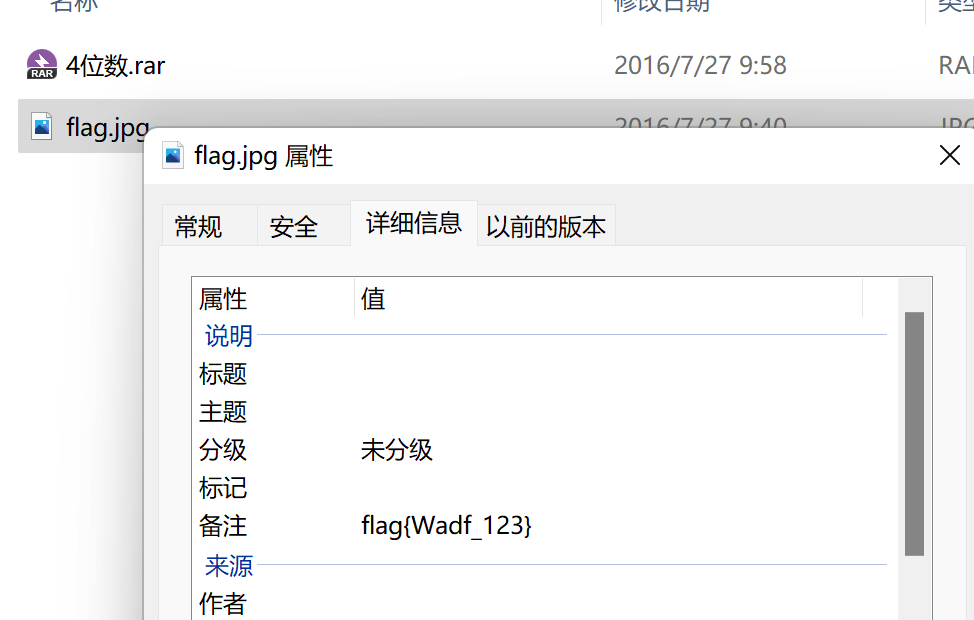 名称 修改日期 类型
RAR 4位数.rar 2016/7/27 9:58 RA
flag.jpg 2016/7/27 9:40 JPG
flag.jpg 属性
常规 安全 详细信息 以前的版本
属性 值
说明
标题
主题
分级 未分级
标记
备注 flag{Wadf_123}
来源
作者